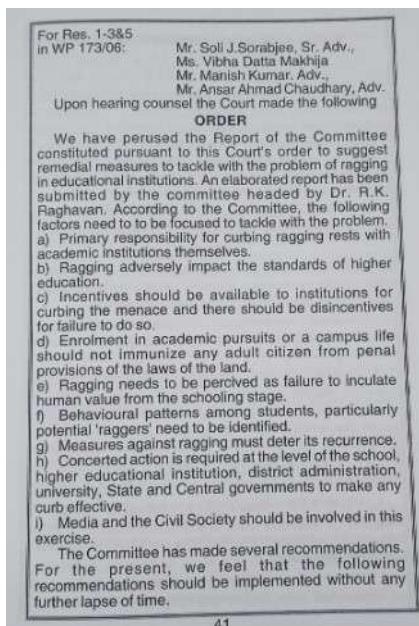 For Res. 1-3&5
in WP 173/06: Mr. Soli J.Sorabjee, Sr. Adv.,
Ms. Vibha Datta Makhija
Mr. Manish Kumar. Adv.,
Mr. Ansar Ahmad Chaudhary, Adv.
Upon hearing counsel the Court made the following
ORDER
We have perused the Report of the Committee
constituted pursuant to this Court's order to suggest
remedial measures to tackle with the problem of ragging
in educational institutions. An elaborated report has been
submitted by the committee headed by Dr. R.K.
Raghavan. According to the Committee, the following
factors need to to be focused to tackle with the problem.
a) Primary responsibility for curbing ragging rests with
academic institutions themselves.
b) Ragging adversely impact the standards of higher
education.
c) Incentives should be available to institutions for
curbing the menace and there should be disincentives
for failure to do so.
d) Enrolment in academic pursuits or a campus life
should not immunize any adult citizen from penal
provisions of the laws of the land.
e) Ragging needs to be percived as failure to inculate
human value from the schooling stage.
f) Behavioural patterns among students, particularly
potential 'raggers' need to be identified.
g) Measures against ragging must deter its recurrence.
h) Concerted action is required at the level of the school,
higher educational institution, district administration,
university, State and Central governments to make any
curb effective.
i) Media and the Civil Society should be involved in this
exercise.
The Committee has made several recommendations.
For the present, we feel that the following
recommendations should be implemented without any
further lapse of time.
41